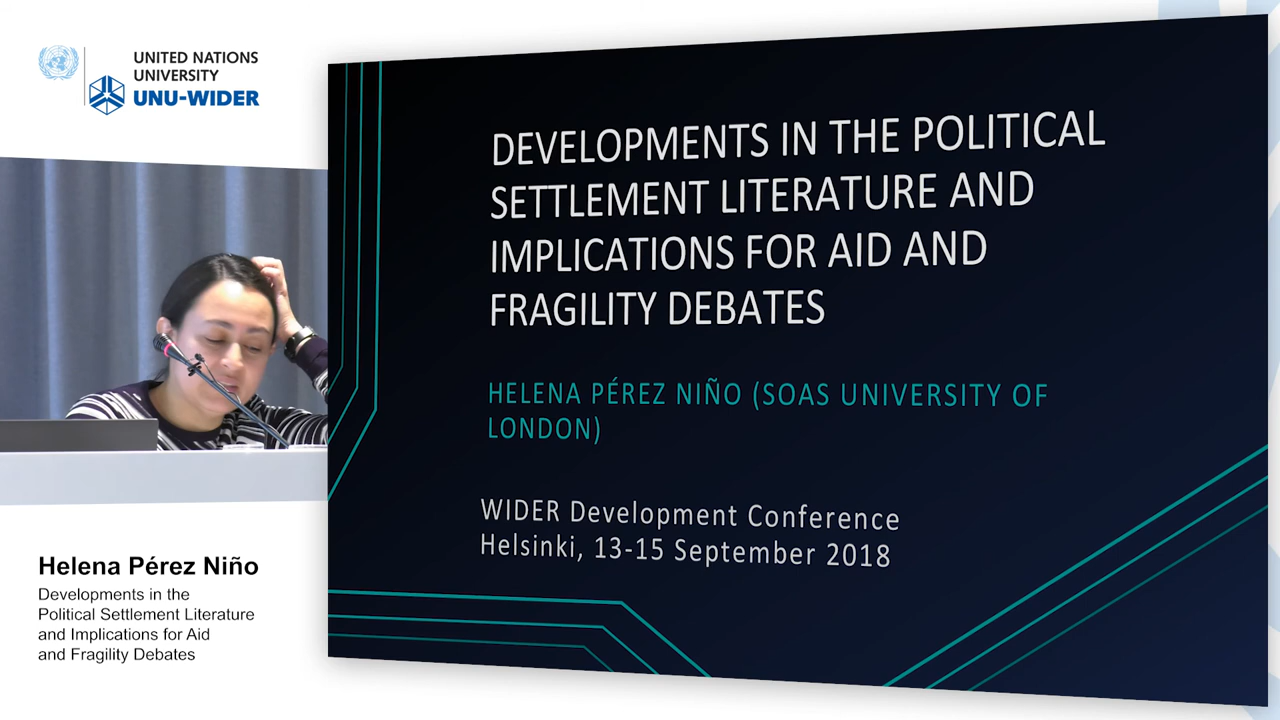 UNITED NATIONS
UNIVERSITY
UNU-WIDER
DEVELOPMENTS IN THE POLITICAL
SETTLEMENT LITERATURE AND
IMPLICATIONS FOR AID AND
FRAGILITY DEBATES
HELENA PÉREZ NIÑO (SOAS UNIVERSITY OF
LONDON)
WIDER Development Conference
Helsinki, 13-15 September 2018
Helena Pérez Niño
Developments in the
Political Settlement Literature
and Implications for Aid
and Fragility Debates